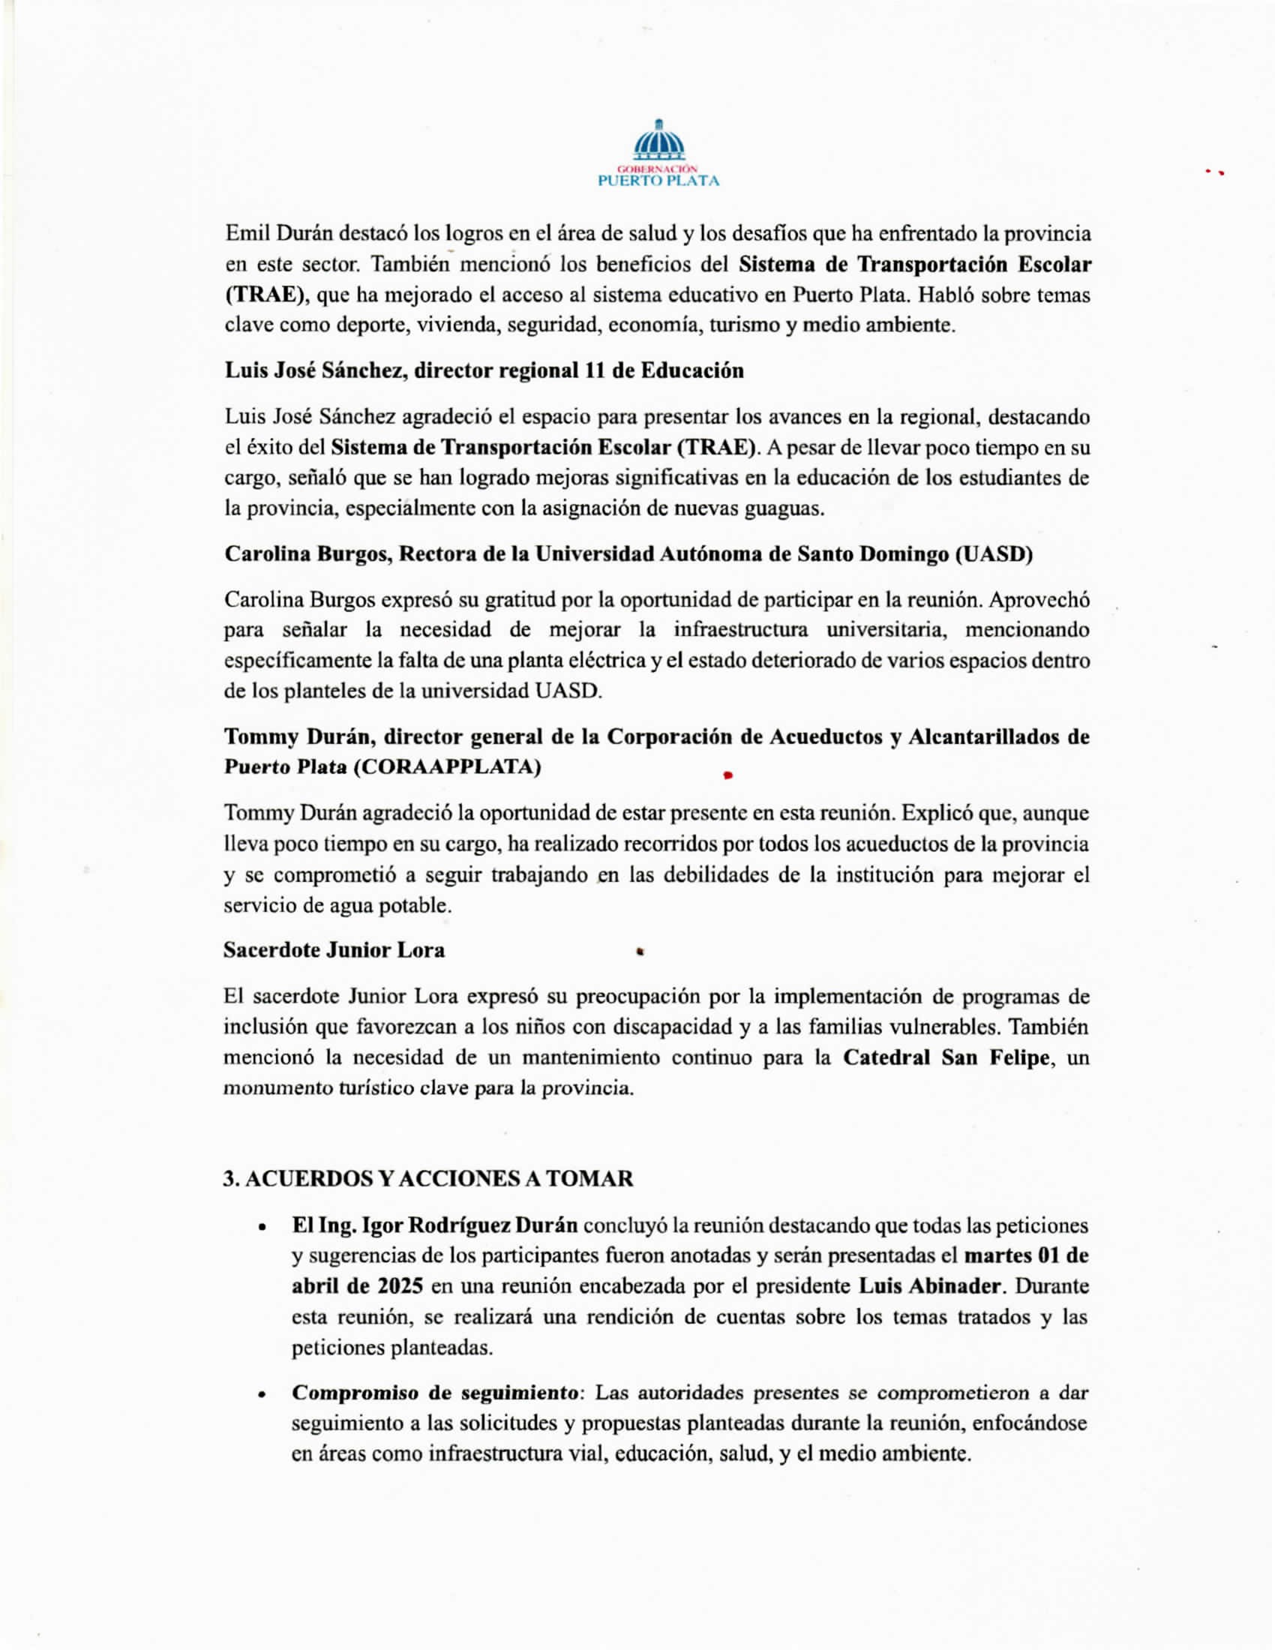 GOBERNACIÓN
PUERTO PLATA
Emil Durán destacó los logros en el área de salud y los desafíos que ha enfrentado la provincia
en este sector. También mencionó los beneficios del Sistema de Transportación Escolar
(TRAE), que ha mejorado el acceso al sistema educativo en Puerto Plata. Habló sobre temas
clave como deporte, vivienda, seguridad, economía, turismo y medio ambiente.
Luis José Sánchez, director regional 11 de Educación
Luis José Sánchez agradeció el espacio para presentar los avances en la regional, destacando
el éxito del Sistema de Transportación Escolar (TRAE). A pesar de llevar poco tiempo en su
cargo, señaló que se han logrado mejoras significativas en la educación de los estudiantes de
la provincia, especialmente con la asignación de nuevas guaguas.
Carolina Burgos, Rectora de la Universidad Autónoma de Santo Domingo (UASD)
Carolina Burgos expresó su gratitud por la oportunidad de participar en la reunión. Aprovechó
para señalar la necesidad de mejorar la infraestructura universitaria, mencionando
específicamente la falta de una planta eléctrica y el estado deteriorado de varios espacios dentro
de los planteles de la universidad UASD.
Tommy Durán, director general de la Corporación de Acueductos y Alcantarillados de
Puerto Plata (CORAAPPLATA)
Tommy Durán agradeció la oportunidad de estar presente en esta reunión. Explicó que, aunque
lleva poco tiempo en su cargo, ha realizado recorridos por todos los acueductos de la provincia
y se comprometió a seguir trabajando en las debilidades de la institución para mejorar el
servicio de agua potable.
Sacerdote Junior Lora
El sacerdote Junior Lora expresó su preocupación por la implementación de programas de
inclusión que favorezcan a los niños con discapacidad y a las familias vulnerables. También
mencionó la necesidad de un mantenimiento continuo para la Catedral San Felipe, un
monumento turístico clave para la provincia.
3. ACUERDOS Y ACCIONES A TOMAR
• El Ing. Igor Rodríguez Durán concluyó la reunión destacando que todas las peticiones
y sugerencias de los participantes fueron anotadas y serán presentadas el martes 01 de
abril de 2025 en una reunión encabezada por el presidente Luis Abinader. Durante
esta reunión, se realizará una rendición de cuentas sobre los temas tratados y las
peticiones planteadas.
• Compromiso de seguimiento: Las autoridades presentes se comprometieron a dar
seguimiento a las solicitudes y propuestas planteadas durante la reunión, enfocándose
en áreas como infraestructura vial, educación, salud, y el medio ambiente.